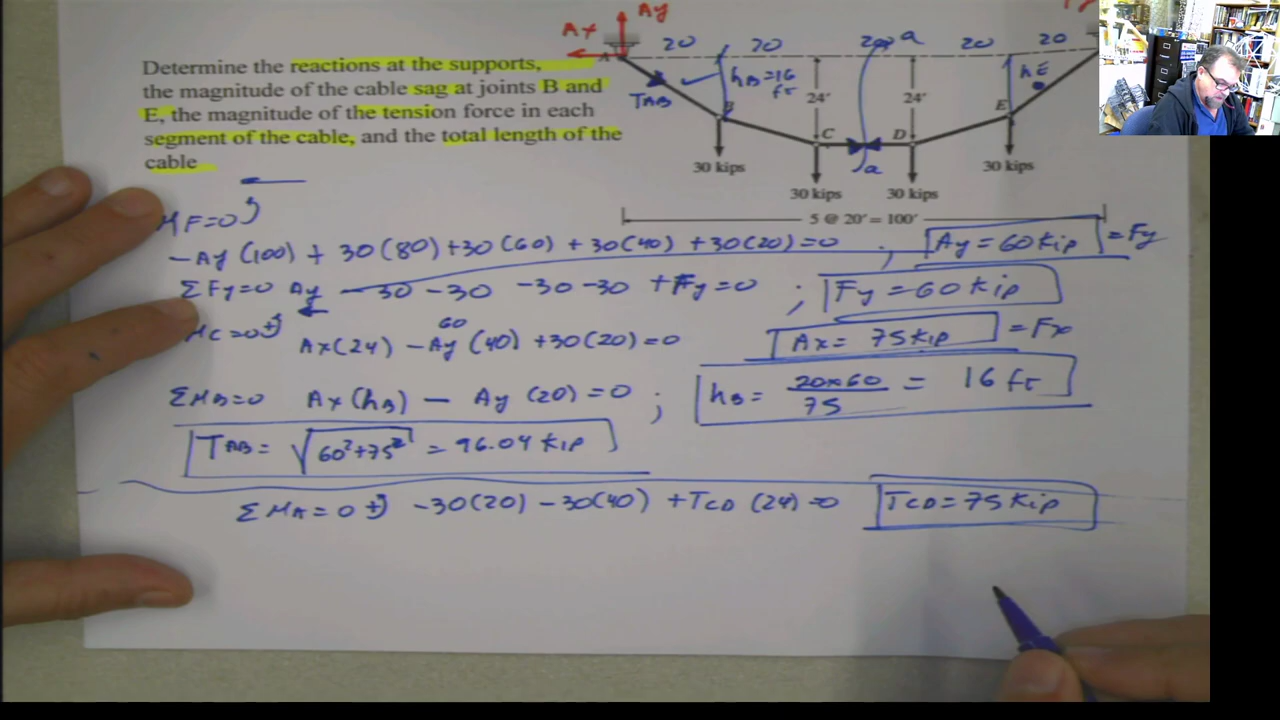 Ax Ay
Determine the reactions at the supports,
the magnitude of the cable sag at joints B and
E, the magnitude of the tension force in each
segment of the cable, and the total length of the
cable
A 20 20 20 a 20 20
TAB hB=16 ft 24' 24' hE
B C D E
a
30 kips 30 kips
30 kips 30 kips
5 @ 20' = 100'
MF=0
-Ay (100) + 30(80) +30(60) + 30(40) +30(20)=0 ; Ay = 60 Kip = Fy
ΣFy=0 Ay -30 -30 -30 -30 +Fy=0 ; Fy = 60 Kip
Mc=0+ Ax(24) - Ay (40) +30(20)=0 Ax = 75 Kip = Fx
60
ΣMB=0 Ax(hB) - Ay (20)=0 ; hB= 20x60/75 = 16 ft
TAB= √60²+75² = 96.04 Kip
ΣMA=0+ -30(20) -30(40) +TCD (24)=0 TCD=75 Kip